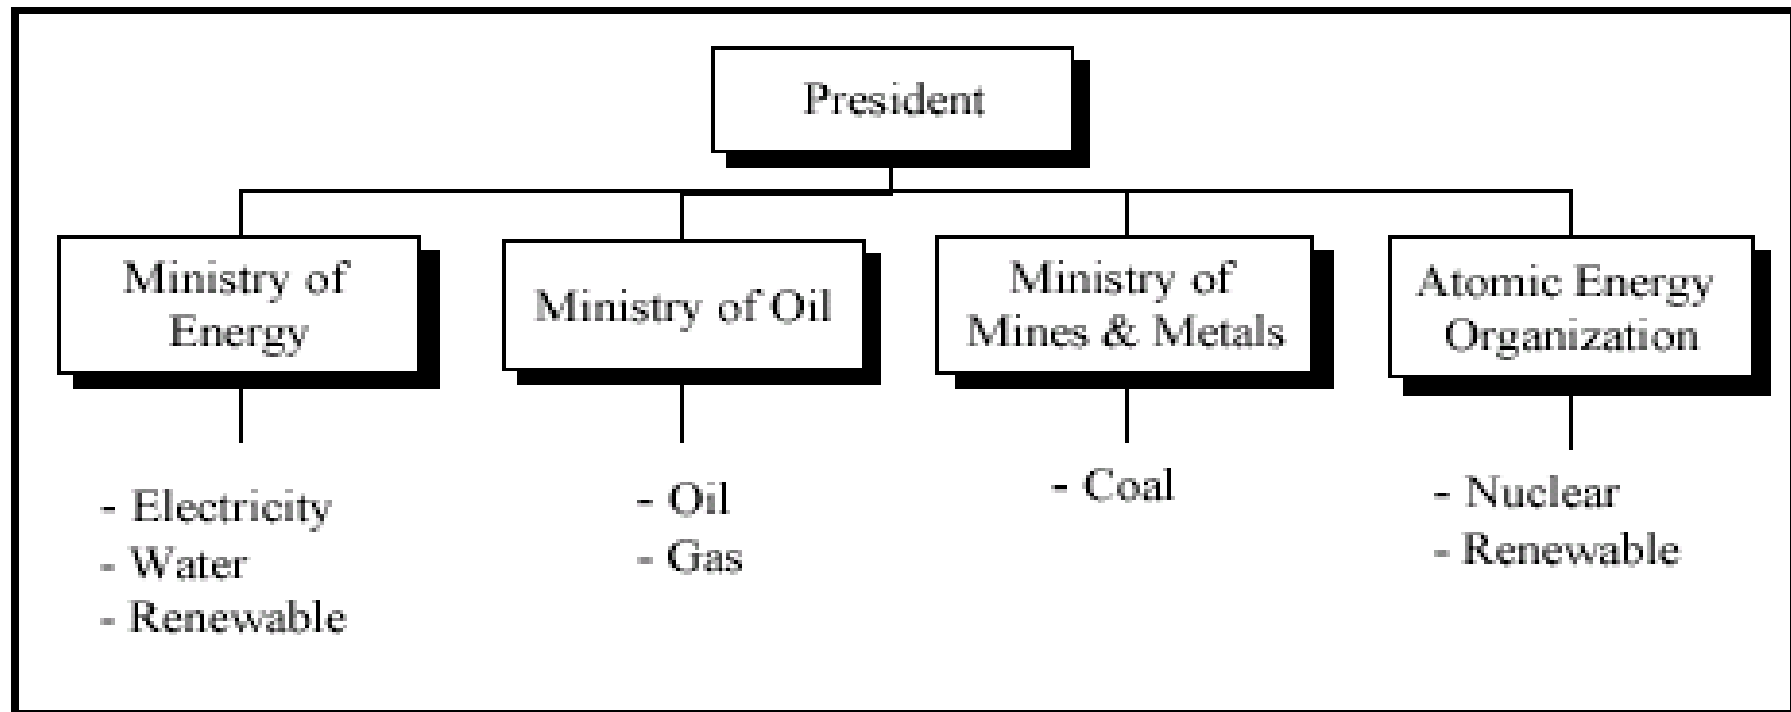 President
Ministry of
Energy
Ministry of Oil
Ministry of
Mines & Metals
Atomic Energy
Organization
- Electricity
- Water
- Renewable
- Oil
- Gas
- Coal
- Nuclear
- Renewable